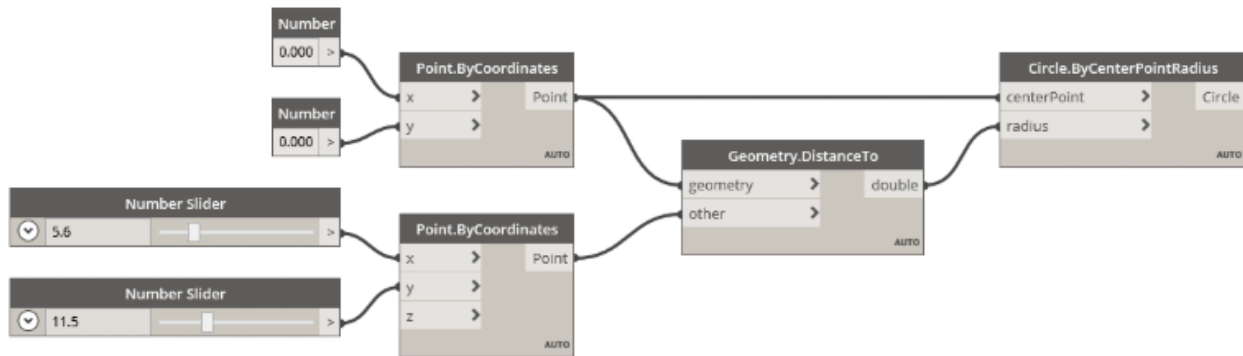 Number
0.000 >
Number
0.000 >
Number Slider
5.6 >
Number Slider
11.5 >
Point.ByCoordinates
x > Point
y >
AUTO
Point.ByCoordinates
x > Point
y >
z >
AUTO
Geometry.DistanceTo
geometry > double
other >
AUTO
Circle.ByCenterPointRadius
centerPoint > Circle
radius >
AUTO